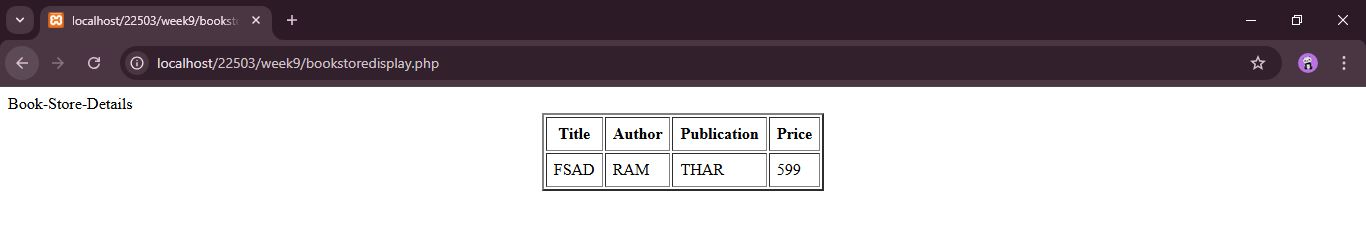 localhost/22503/week9/bookst
localhost/22503/week9/bookstoredisplay.php
Book-Store-Details
Title Author Publication Price
FSAD RAM THAR 599